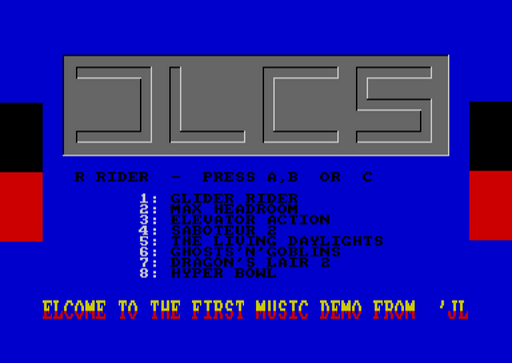 JLCS
R RIDER - PRESS A,B OR C
1: GLIDER RIDER
2: MAX HEADROOM
3: ELEVATOR ACTION
4: SABOTEUR 2
5: THE LIVING DAYLIGHTS
6: GHOSTS'N'GOBLINS
7: DRAGON'S LAIR 2
8: HYPER BOWL
ELCOME TO THE FIRST MUSIC DEMO FROM 'JL